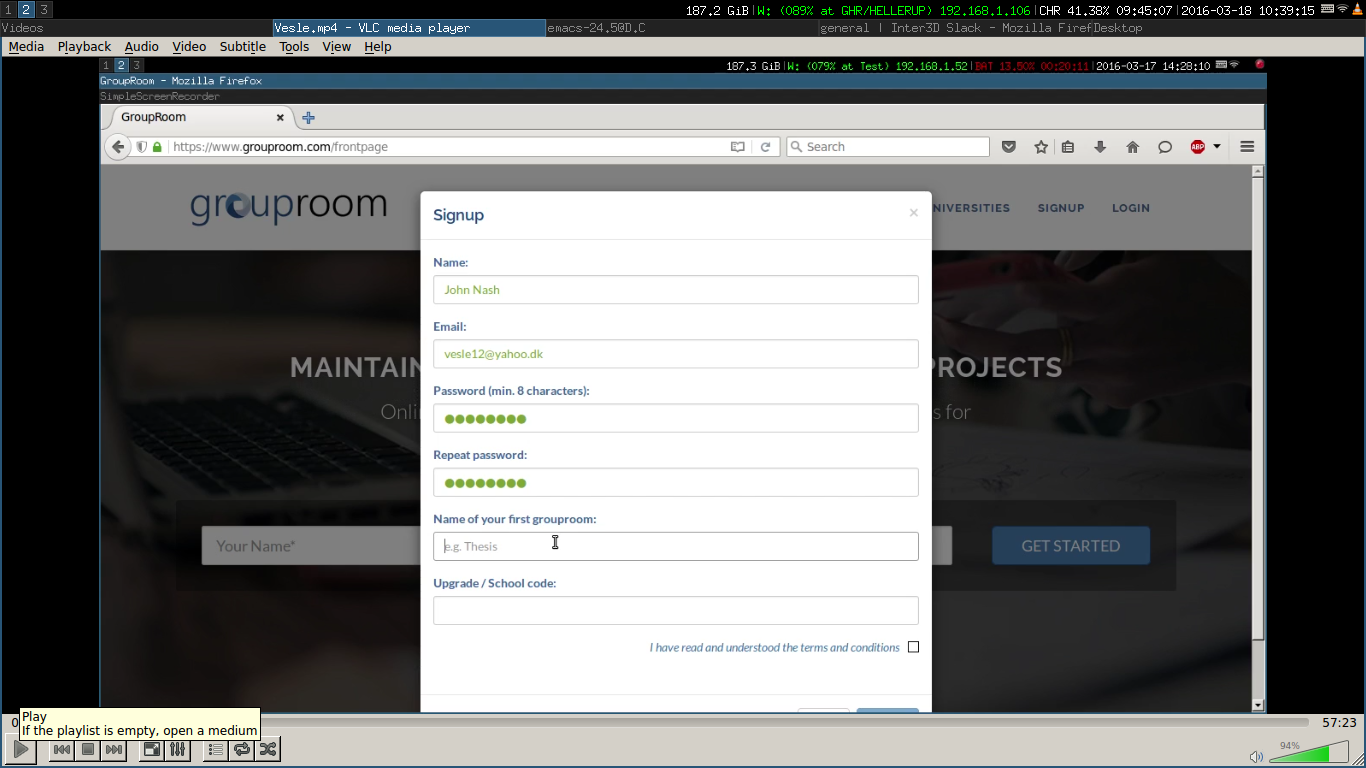 1 2 3 187.2 GiB|W: (089% at GHR/HELLERUP) 192.168.1.106|CHR 41.38% 09:45:07|2016-03-18 10:39:15
Videos Vesle.mp4 - VLC media player emacs-24.5@D.C general | Inter3D Slack - Mozilla Firef Desktop
Media Playback Audio Video Subtitle Tools View Help
1 2 3 187.3 GiB|W: (079% at Test) 192.168.1.52|BAT 13.50% 00:20:11|2016-03-17 14:28:10
GroupRoom - Mozilla Firefox
SimpleScreenRecorder
GroupRoom
https://www.grouproom.com/frontpage Search ABP
grouproom NIVERSITIES SIGNUP LOGIN
Signup ×
Name:
John Nash
Email:
vesle12@yahoo.dk
MAINTAIN PROJECTS
Password (min. 8 characters):
Onli s for
Repeat password:
Name of your first grouproom:
e.g. Thesis
Your Name* GET STARTED
Upgrade / School code:
I have read and understood the terms and conditions
Play
If the playlist is empty, open a medium
0 57:23
94%